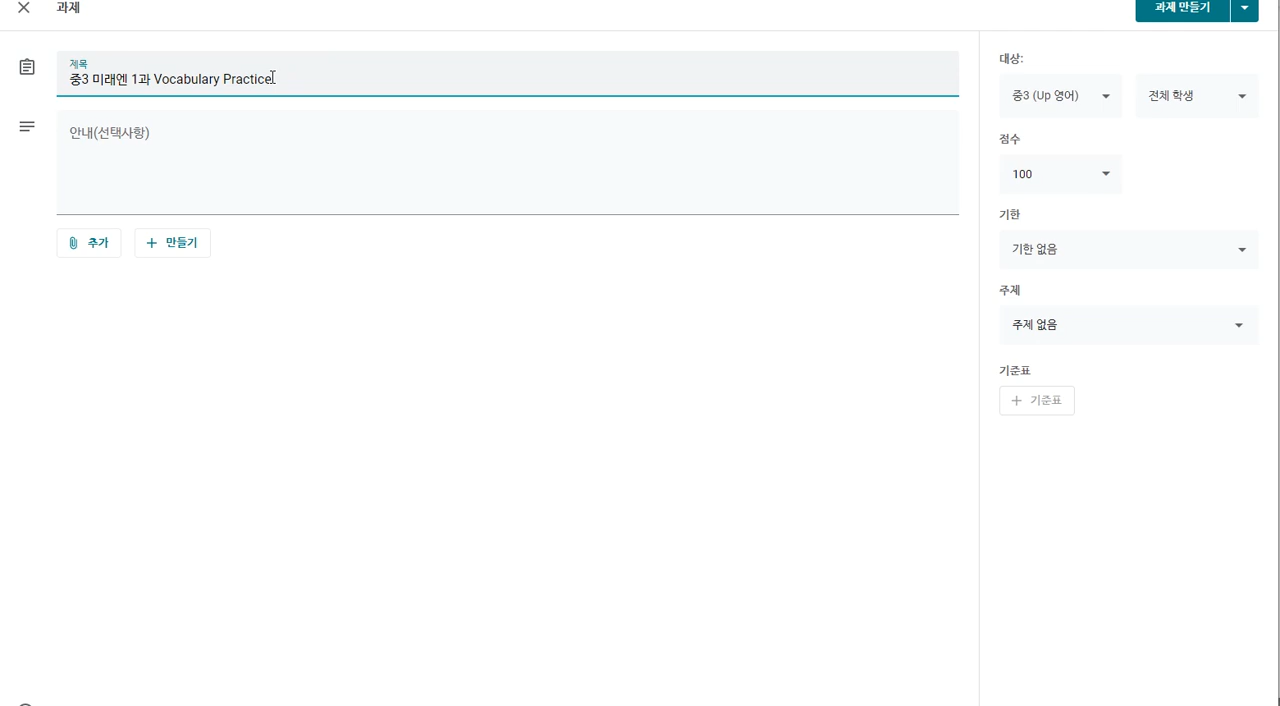 과제
과제 만들기
제목
중3 미래엔 1과 Vocabulary Practice
안내(선택사항)
추가
만들기
대상:
중3 (Up 영어)
전체 학생
점수
100
기한
기한 없음
주제
주제 없음
기준표
기준표